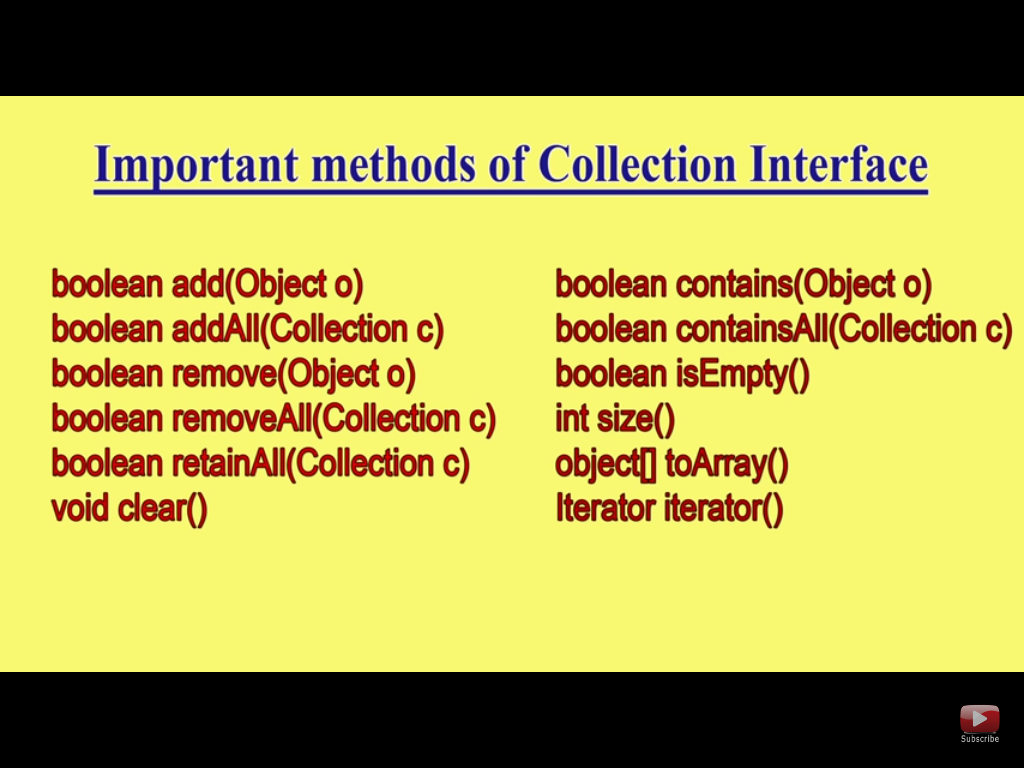 Important methods of Collection Interface
boolean add(Object o)
boolean addAll(Collection c)
boolean remove(Object o)
boolean removeAll(Collection c)
boolean retainAll(Collection c)
void clear()
boolean contains(Object o)
boolean containsAll(Collection c)
boolean isEmpty()
int size()
object[] toArray()
Iterator iterator()
Subscribe